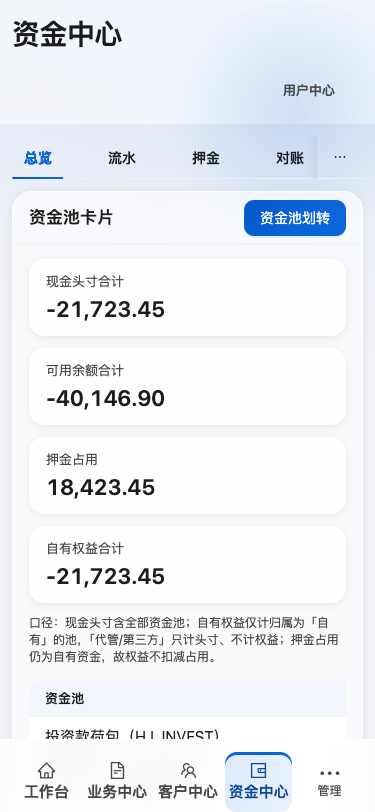 资金中心
用户中心
总览 流水 押金 对账 ···
资金池卡片 资金池划转
现金头寸合计
-21,723.45
可用余额合计
-40,146.90
押金占用
18,423.45
自有权益合计
-21,723.45
口径：现金头寸含全部资金池；自有权益仅计归属为「自
有」的池，「代管/第三方」只计头寸、不计权益；押金占用
仍为自有资金，故权益不扣减占用。
资金池
投资款荷包（H.I. INVEST）
工作台 业务中心 客户中心 资金中心 管理